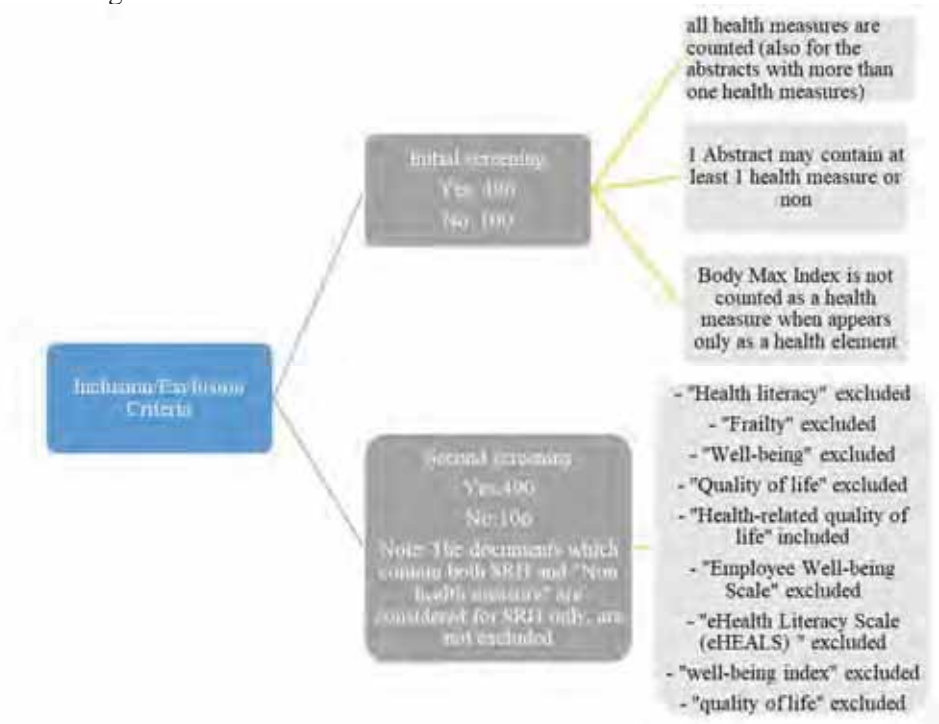 all health measures are
counted (also for the
abstracts with more than
one health measures)
Initial screening
Yes:
No:
1 Abstract may contain at
least 1 health measure or
non
Body Max Index is not
counted as a health
measure when appears
only as a health element
Inclusion/Exclusion
Criteria
Second screening
Yes:
No:106
Note: The documents which
contain both SRH and "Non
health measure" are
considered for SRH only, are
not excluded
- "Health literacy" excluded
- "Frailty" excluded
- "Well-being" excluded
- "Quality of life" excluded
- "Health-related quality of
life" included
- "Employee Well-being
Scale" excluded
- "eHealth Literacy Scale
(eHEALS) " excluded
- "well-being index" excluded
- "quality of life" excluded